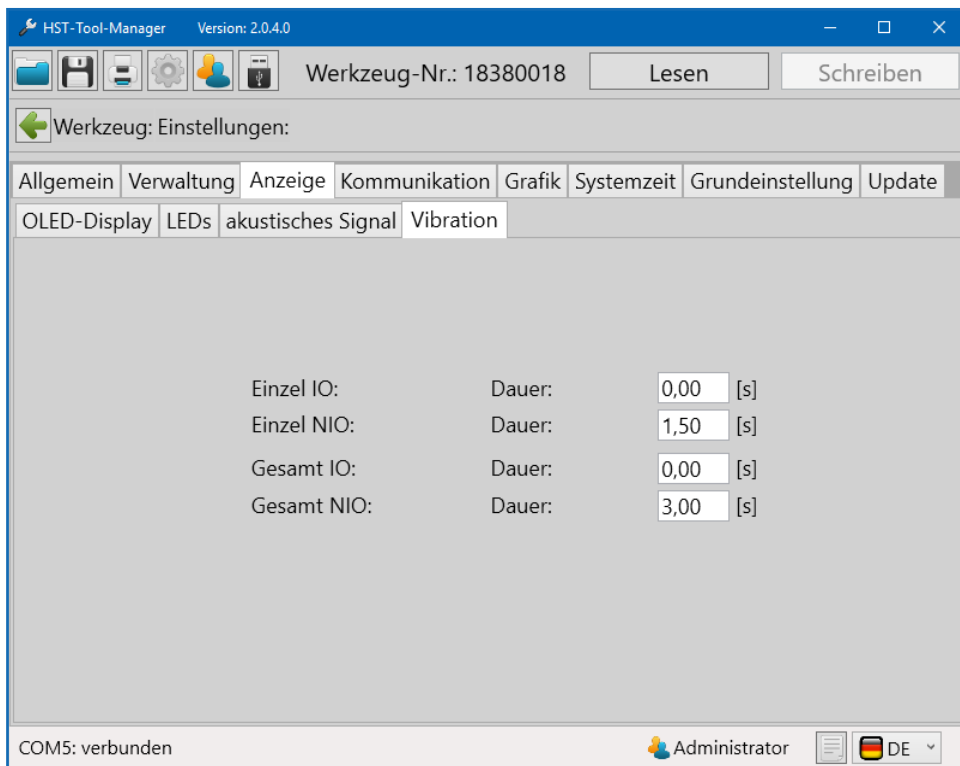 HST-Tool-Manager Version: 2.0.4.0
Werkzeug-Nr.: 18380018 Lesen Schreiben
Werkzeug: Einstellungen:
Allgemein Verwaltung Anzeige Kommunikation Grafik Systemzeit Grundeinstellung Update
OLED-Display LEDs akustisches Signal Vibration
Einzel IO: Dauer: 0,00 [s]
Einzel NIO: Dauer: 1,50 [s]
Gesamt IO: Dauer: 0,00 [s]
Gesamt NIO: Dauer: 3,00 [s]
COM5: verbunden Administrator DE